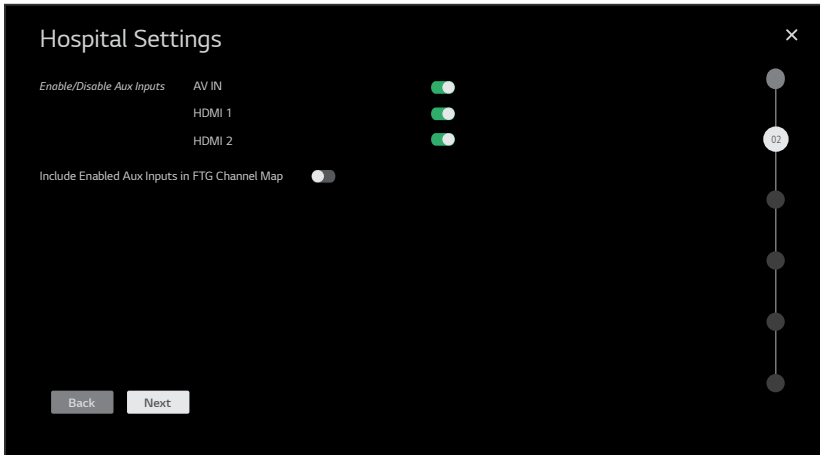 Hospital Settings
Enable/Disable Aux Inputs AV IN
HDMI 1
HDMI 2
02
Include Enabled Aux Inputs in FTG Channel Map
Back Next